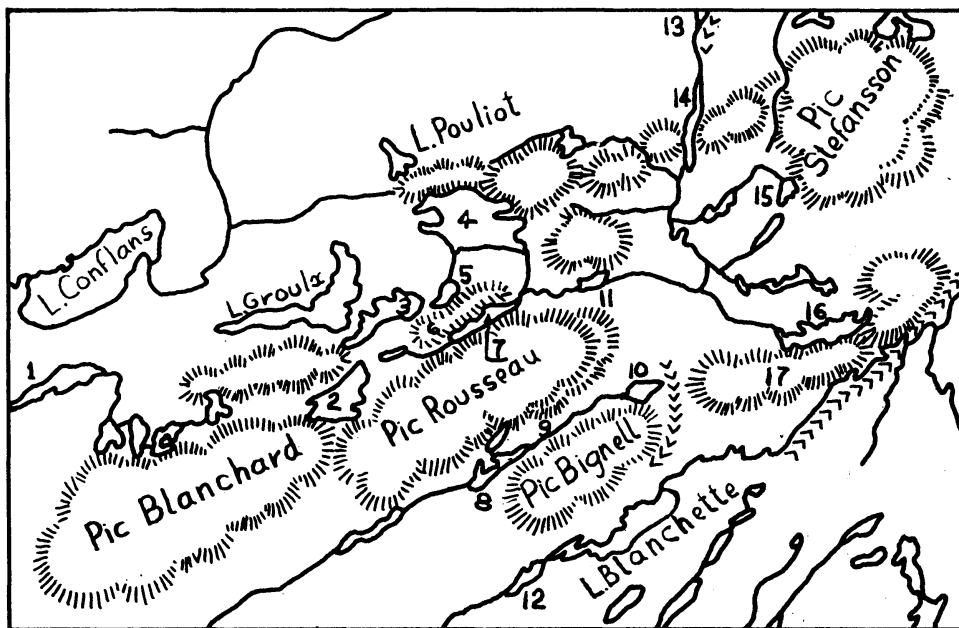 13
14
Pic
Stefansson
L. Pouliot
15
4
L. Conflans
5
L. Groulx
3
6
7
11
16
1
2
Pic Rousseau
10
17
9
Pic Blanchard
8
Pic Bignell
12
L. Blanchette